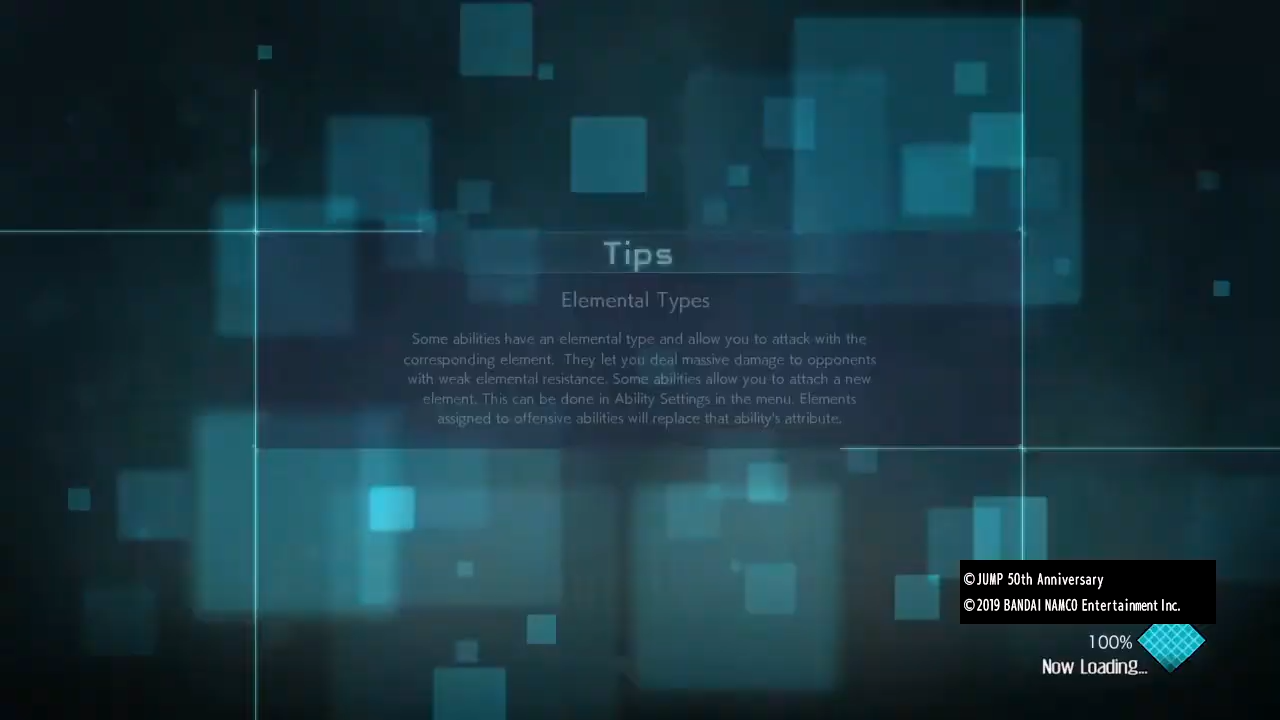 Tips
Elemental Types
Some abilities have an elemental type and allow you to attack with the
corresponding element.  They let you deal massive damage to opponents
with weak elemental resistance. Some abilities allow you to attach a new
element. This can be done in Ability Settings in the menu. Elements
assigned to offensive abilities will replace that ability's attribute.
©JUMP 50th Anniversary
©2019 BANDAI NAMCO Entertainment Inc.
100%
Now Loading...